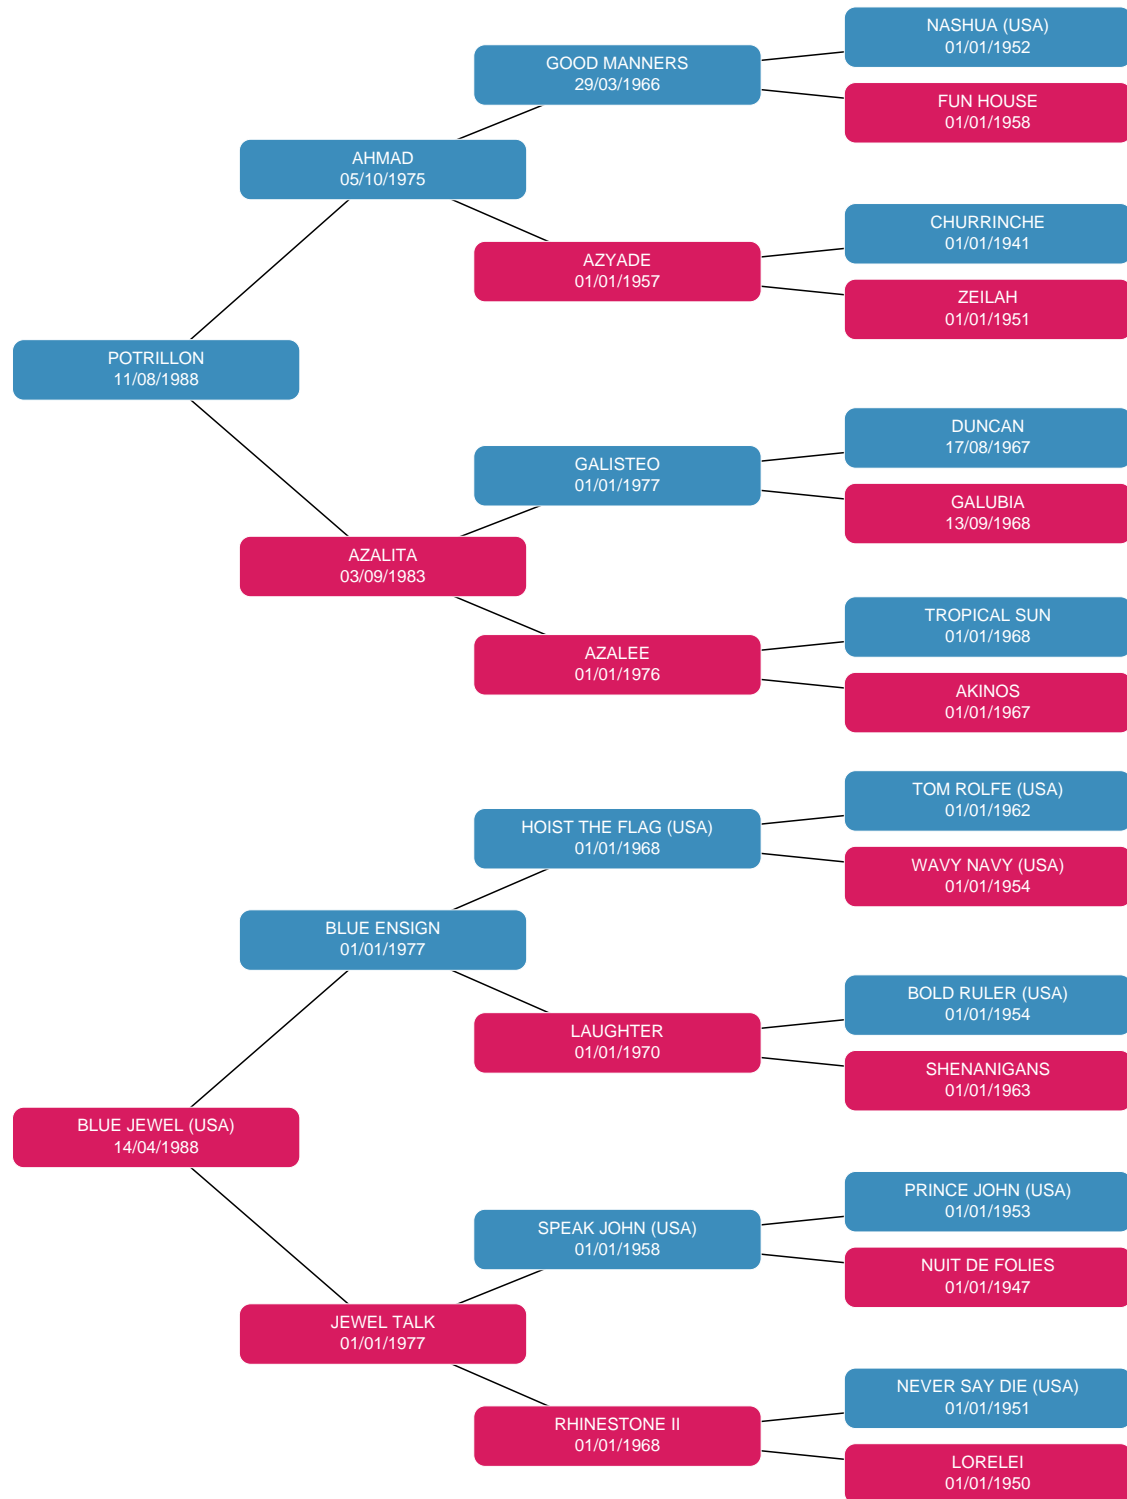 NASHUA (USA)
01/01/1952
GOOD MANNERS
29/03/1966
FUN HOUSE
01/01/1958
AHMAD
05/10/1975
CHURRINCHE
01/01/1941
AZYADE
01/01/1957
ZEILAH
01/01/1951
POTRILLON
11/08/1988
DUNCAN
17/08/1967
GALISTEO
01/01/1977
GALUBIA
13/09/1968
AZALITA
03/09/1983
TROPICAL SUN
01/01/1968
AZALEE
01/01/1976
AKINOS
01/01/1967
TOM ROLFE (USA)
01/01/1962
HOIST THE FLAG (USA)
01/01/1968
WAVY NAVY (USA)
01/01/1954
BLUE ENSIGN
01/01/1977
BOLD RULER (USA)
01/01/1954
LAUGHTER
01/01/1970
SHENANIGANS
01/01/1963
BLUE JEWEL (USA)
14/04/1988
PRINCE JOHN (USA)
01/01/1953
SPEAK JOHN (USA)
01/01/1958
NUIT DE FOLIES
01/01/1947
JEWEL TALK
01/01/1977
NEVER SAY DIE (USA)
01/01/1951
RHINESTONE II
01/01/1968
LORELEI
01/01/1950